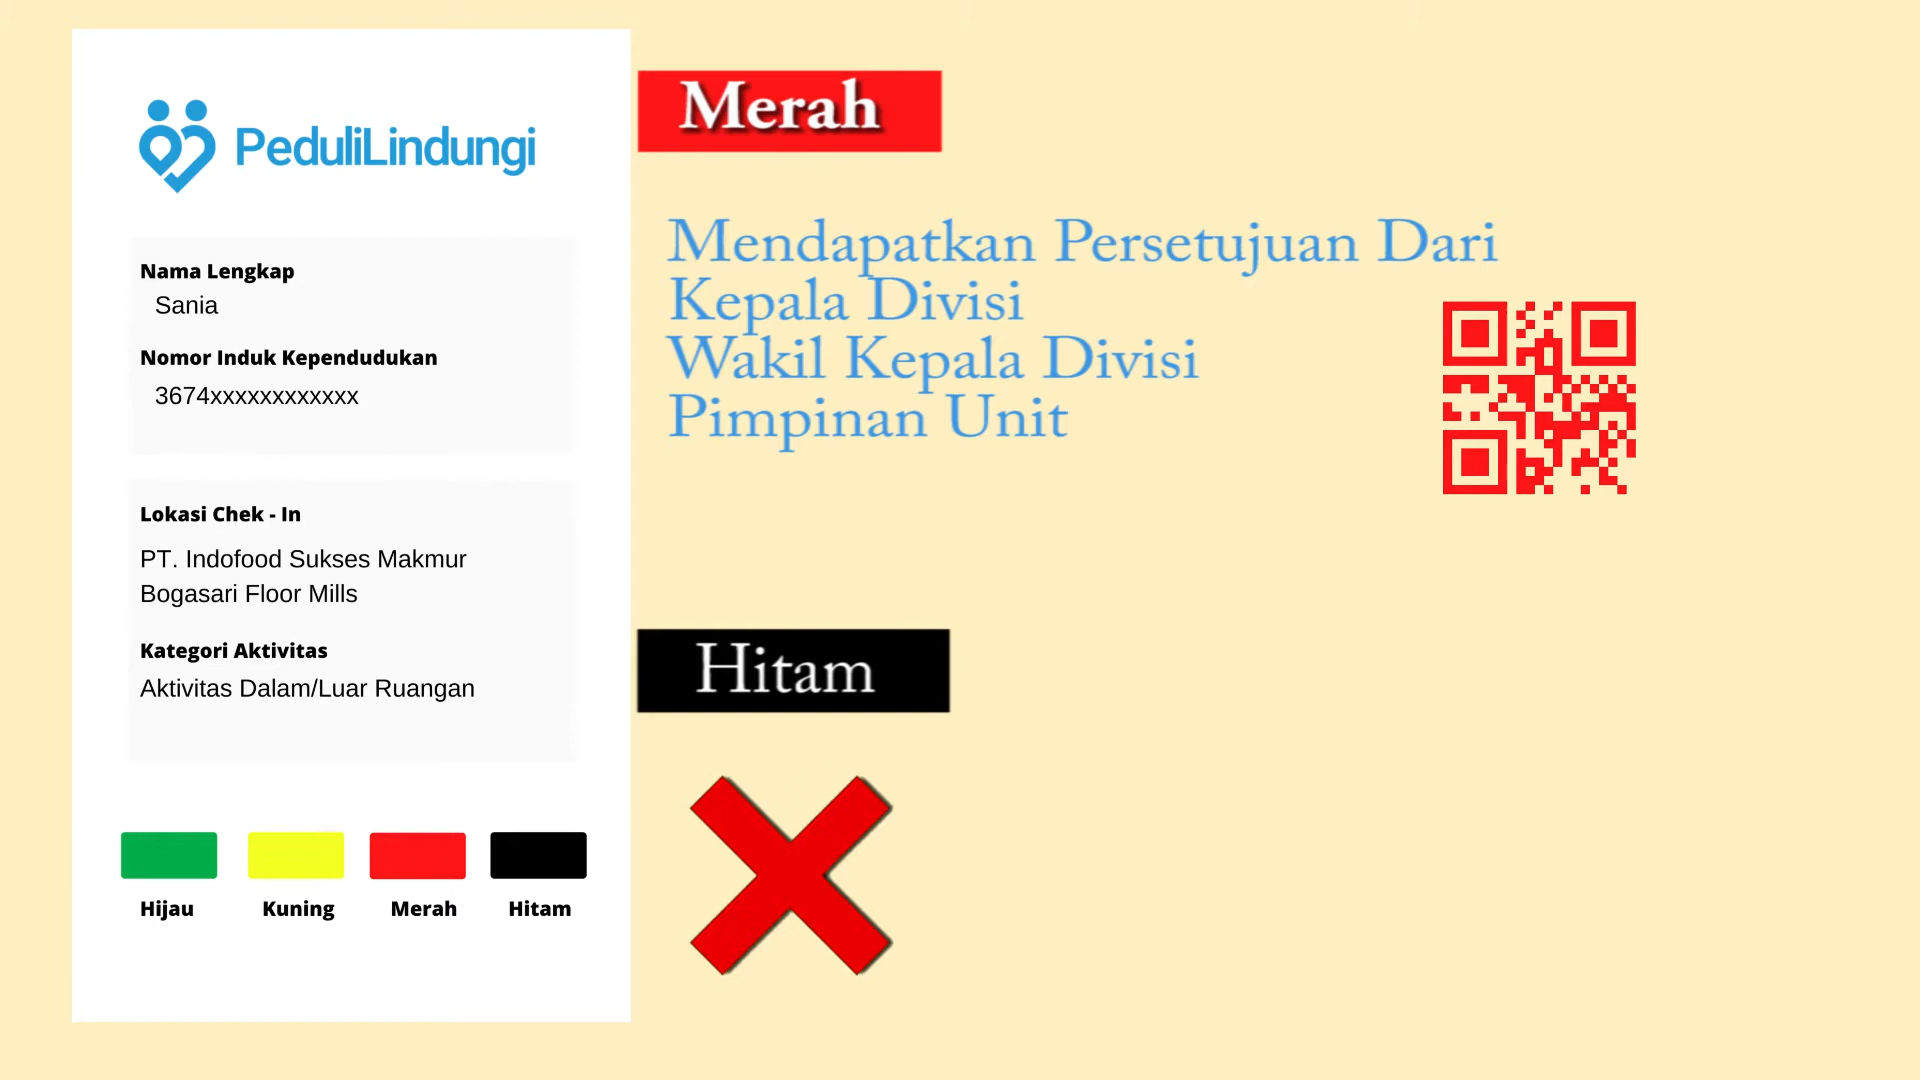 PeduliLindungi
Nama Lengkap
Sania
Nomor Induk Kependudukan
3674xxxxxxxxxxxx
Lokasi Chek - In
PT. Indofood Sukses Makmur
Bogasari Floor Mills
Kategori Aktivitas
Aktivitas Dalam/Luar Ruangan
Hijau
Kuning
Merah
Hitam
Merah
Mendapatkan Persetujuan Dari
Kepala Divisi
Wakil Kepala Divisi
Pimpinan Unit
Hitam